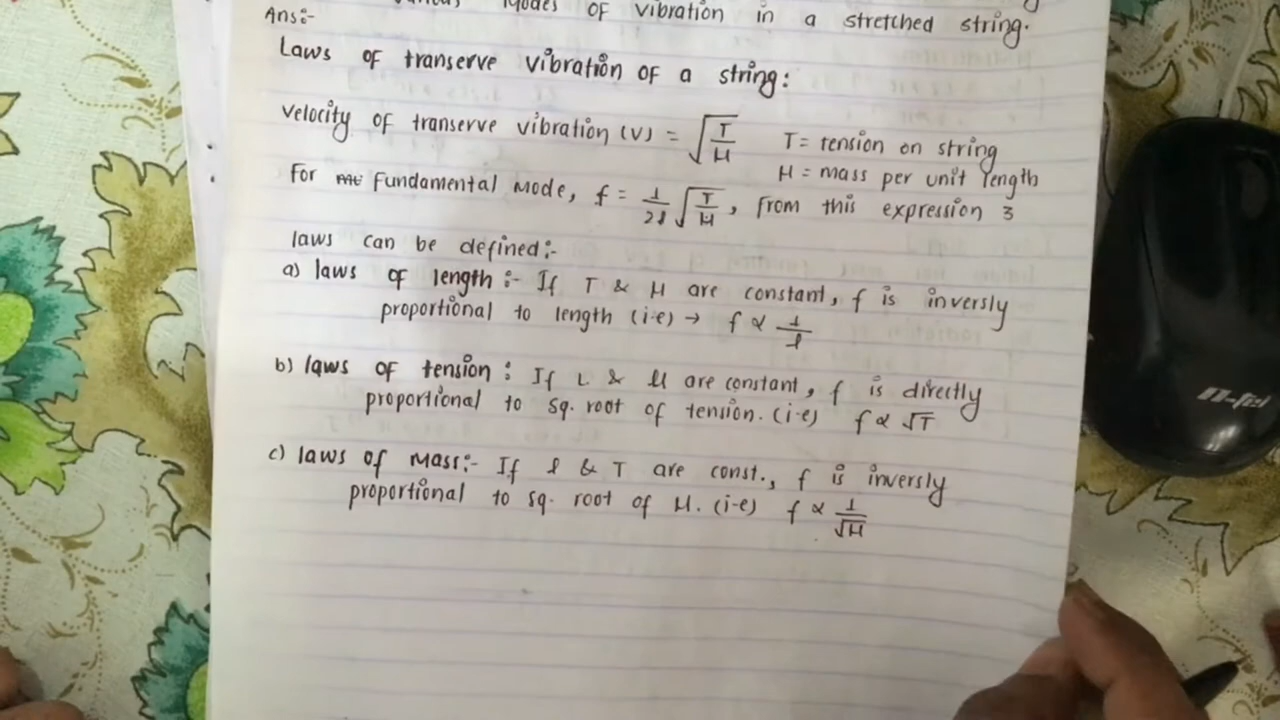 Modes of vibration in a stretched string.
Ans:-
Laws of transerve vibration of a string:
velocity of transerve vibration (v) = √(T/μ) T = tension on string
μ = mass per unit length
For fundamental mode, f = 1/2l √(T/μ), from this expression 3
laws can be defined:-
a) laws of length :- If T & μ are constant, f is inversly
proportional to length (i.e) → f ∝ 1/l
b) laws of tension : If L & μ are constant, f is directly
proportional to sq. root of tension. (i-e) f ∝ √T
c) laws of mass:- If l & T are const., f is inversly
proportional to sq. root of μ. (i-e) f ∝ 1/√μ